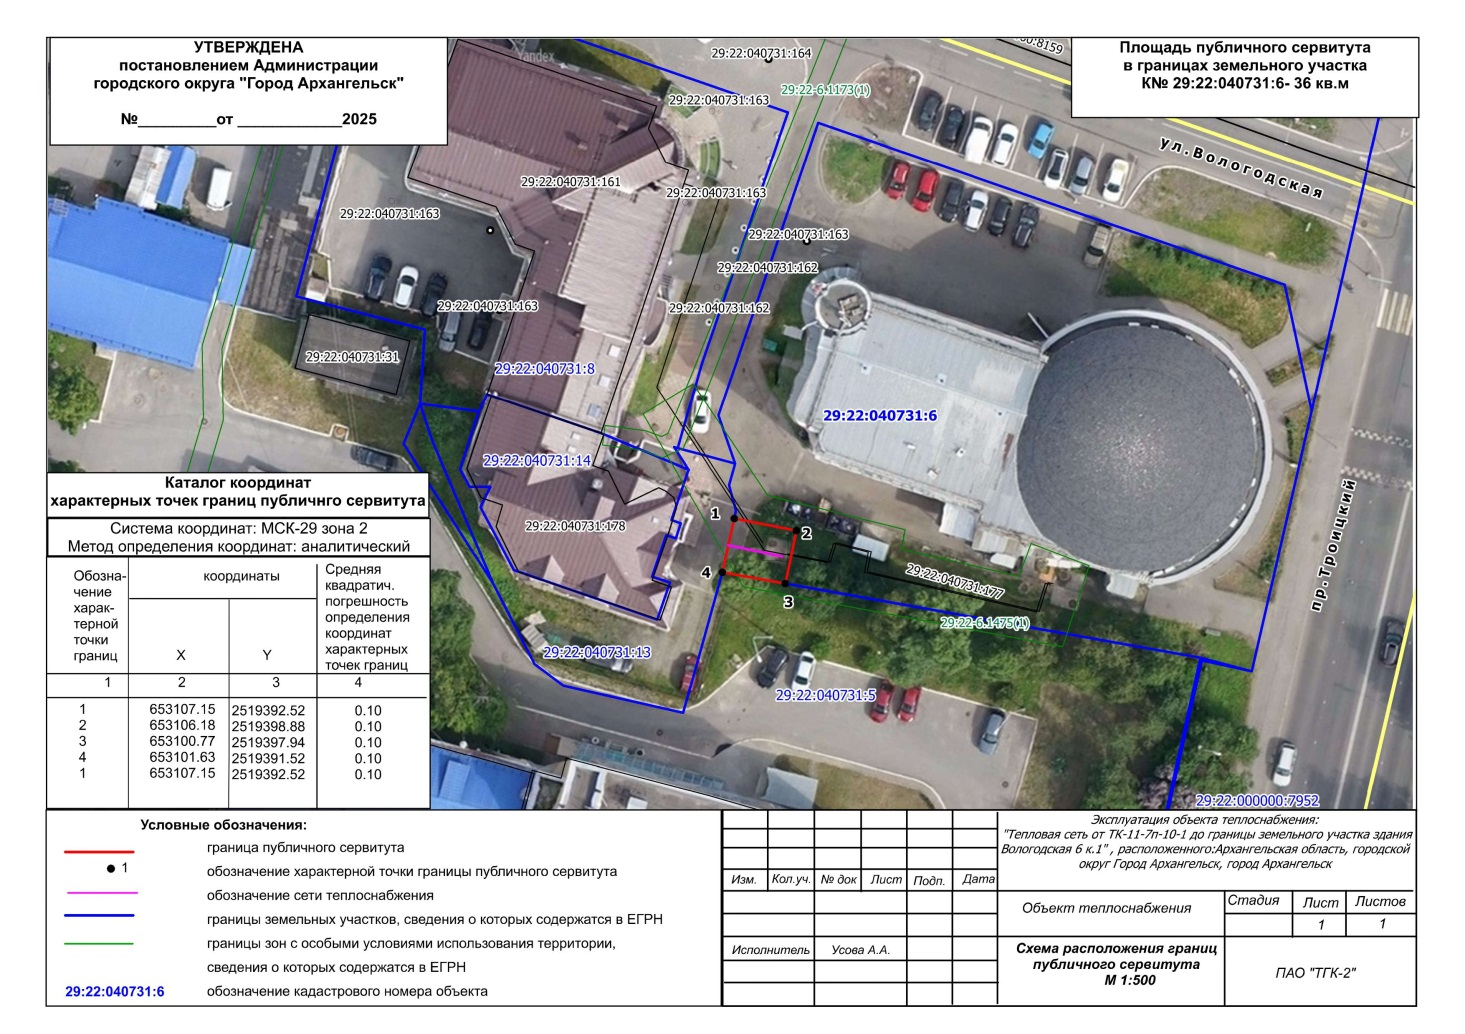 УТВЕРЖДЕНА
постановлением Администрации
городского округа "Город Архангельск"
№_________от ____________2025
Площадь публичного сервитута
в границах земельного участка
К№ 29:22:040731:6- 36 кв.м
Yandex
:8159
29:22:040731:164
29:22-6.1173(1)
29:22:040731:163
ул.Вологодская
29:22:040731:161
29:22:040731:163
29:22:040731:163
29:22:040731:163
29:22:040731:162
29:22:040731:163
29:22:040731:162
29:22:040731:31
29:22:040731:8
29:22:040731:6
29:22:040731:14
29:22:040731:178
1
2
3
4
29:22:040731:177
29:22-6.1475(1)
29:22:040731:13
29:22:040731:5
пр.Троицкий
29:22:000000:7952
Каталог координат
характерных точек границ публичнго сервитута
Система координат: МСК-29 зона 2
Метод определения координат: аналитический
Обозна-
чение
харак-
терной
точки
границ
координаты
X
Y
Средняя
квадратич.
погрешность
определения
координат
характерных
точек границ
1 2 3 4
1 653107.15 2519392.52 0.10
2 653106.18 2519398.88 0.10
3 653100.77 2519397.94 0.10
4 653101.63 2519391.52 0.10
1 653107.15 2519392.52 0.10
Условные обозначения:
граница публичного сервитута
1 обозначение характерной точки границы публичного сервитута
обозначение сети теплоснабжения
границы земельных участков, сведения о которых содержатся в ЕГРН
границы зон с особыми условиями использования территории,
сведения о которых содержатся в ЕГРН
29:22:040731:6 обозначение кадастрового номера объекта
Изм. Кол.уч. № док Лист Подп. Дата
Исполнитель Усова А.А.
Эксплуатация объекта теплоснабжения:
"Тепловая сеть от ТК-11-7п-10-1 до границы земельного участка здания
Вологодская 6 к.1" , расположенного:Архангельская область, городской
округ Город Архангельск, город Архангельск
Объект теплоснабжения
Стадия Лист Листов
1 1
Схема расположения границ
публичного сервитута
М 1:500
ПАО "ТГК-2"